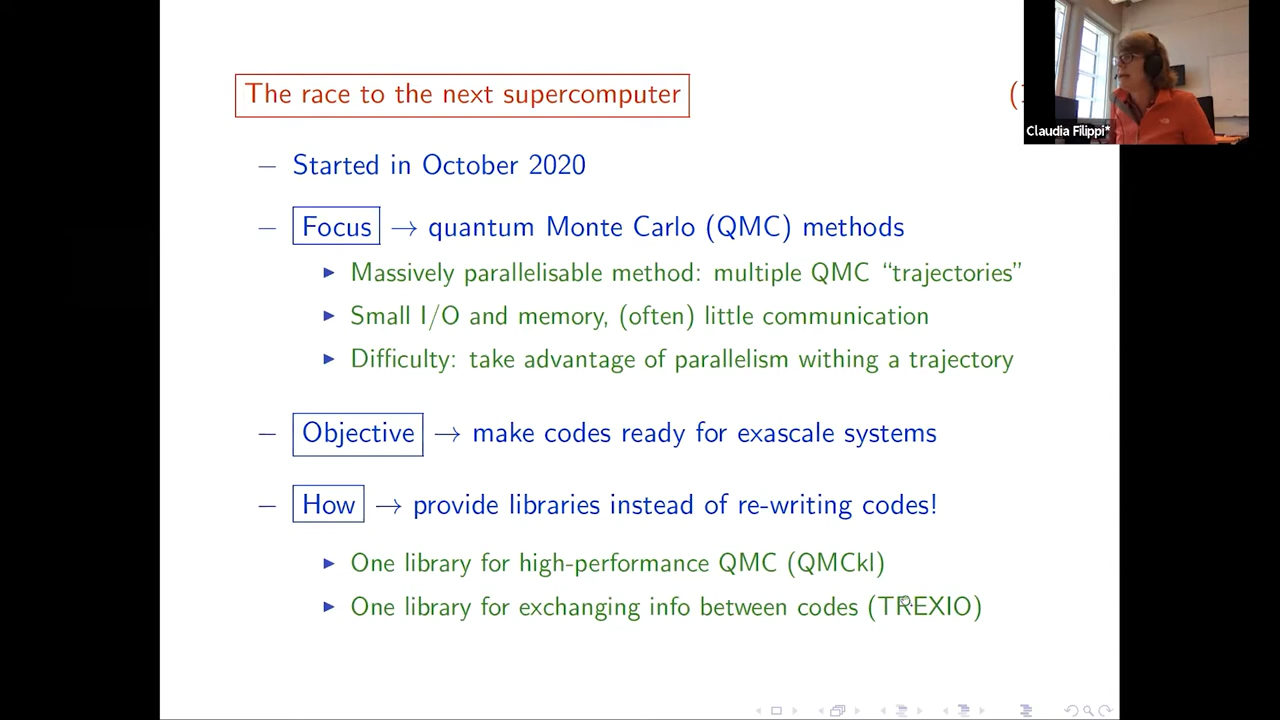 The race to the next supercomputer
(
Claudia Filippi*
– Started in October 2020
– Focus → quantum Monte Carlo (QMC) methods
▶ Massively parallelisable method: multiple QMC “trajectories”
▶ Small I/O and memory, (often) little communication
▶ Difficulty: take advantage of parallelism withing a trajectory
– Objective → make codes ready for exascale systems
– How → provide libraries instead of re-writing codes!
▶ One library for high-performance QMC (QMCkl)
▶ One library for exchanging info between codes (TREXIO)